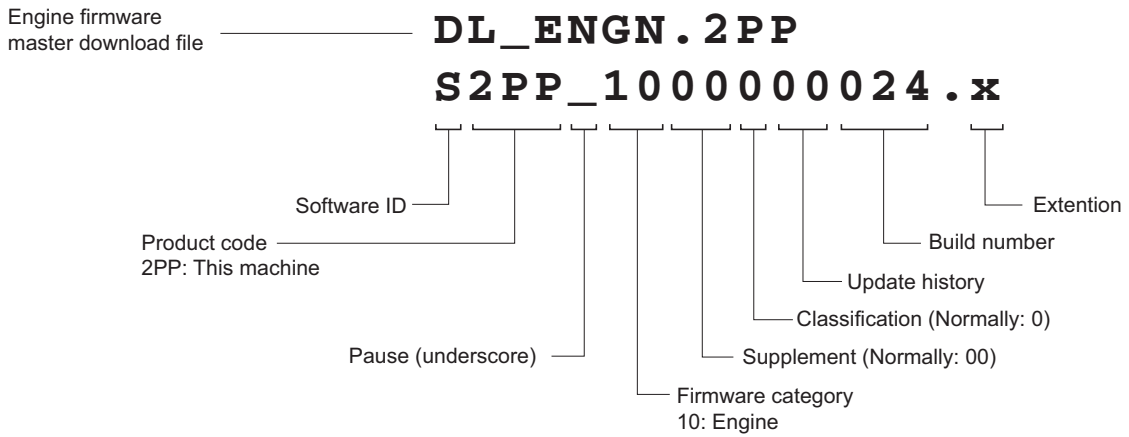 Engine firmware
master download file
DL_ENGN.2PP
S2PP_1000000024.x
Software ID
Extention
Product code
2PP: This machine
Build number
Update history
Classification (Normally: 0)
Pause (underscore)
Supplement (Normally: 00)
Firmware category
10: Engine